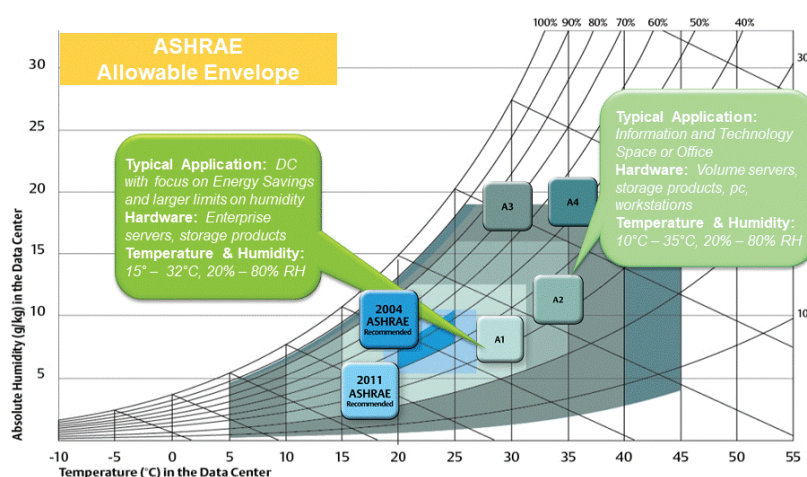 ASHRAE
Allowable Envelope
100% 90% 80% 70% 60% 50% 40%
30
25
20
15
10
5
Absolute Humidity (g/kg) in the Data Center
Typical Application: DC
with focus on Energy Savings
and larger limits on humidity
Hardware: Enterprise
servers, storage products
Temperature & Humidity:
15° – 32°C, 20% – 80% RH
Typical Application:
Information and Technology
Space or Office
Hardware: Volume servers,
storage products, pc,
workstations
Temperature & Humidity:
10°C – 35°C, 20% – 80% RH
A3
A4
A2
A1
2004
ASHRAE
Recommended
2011
ASHRAE
Recommended
-10 -5 0 5 10 15 20 25 30 35 40 45 50 55
Temperature (°C) in the Data Center